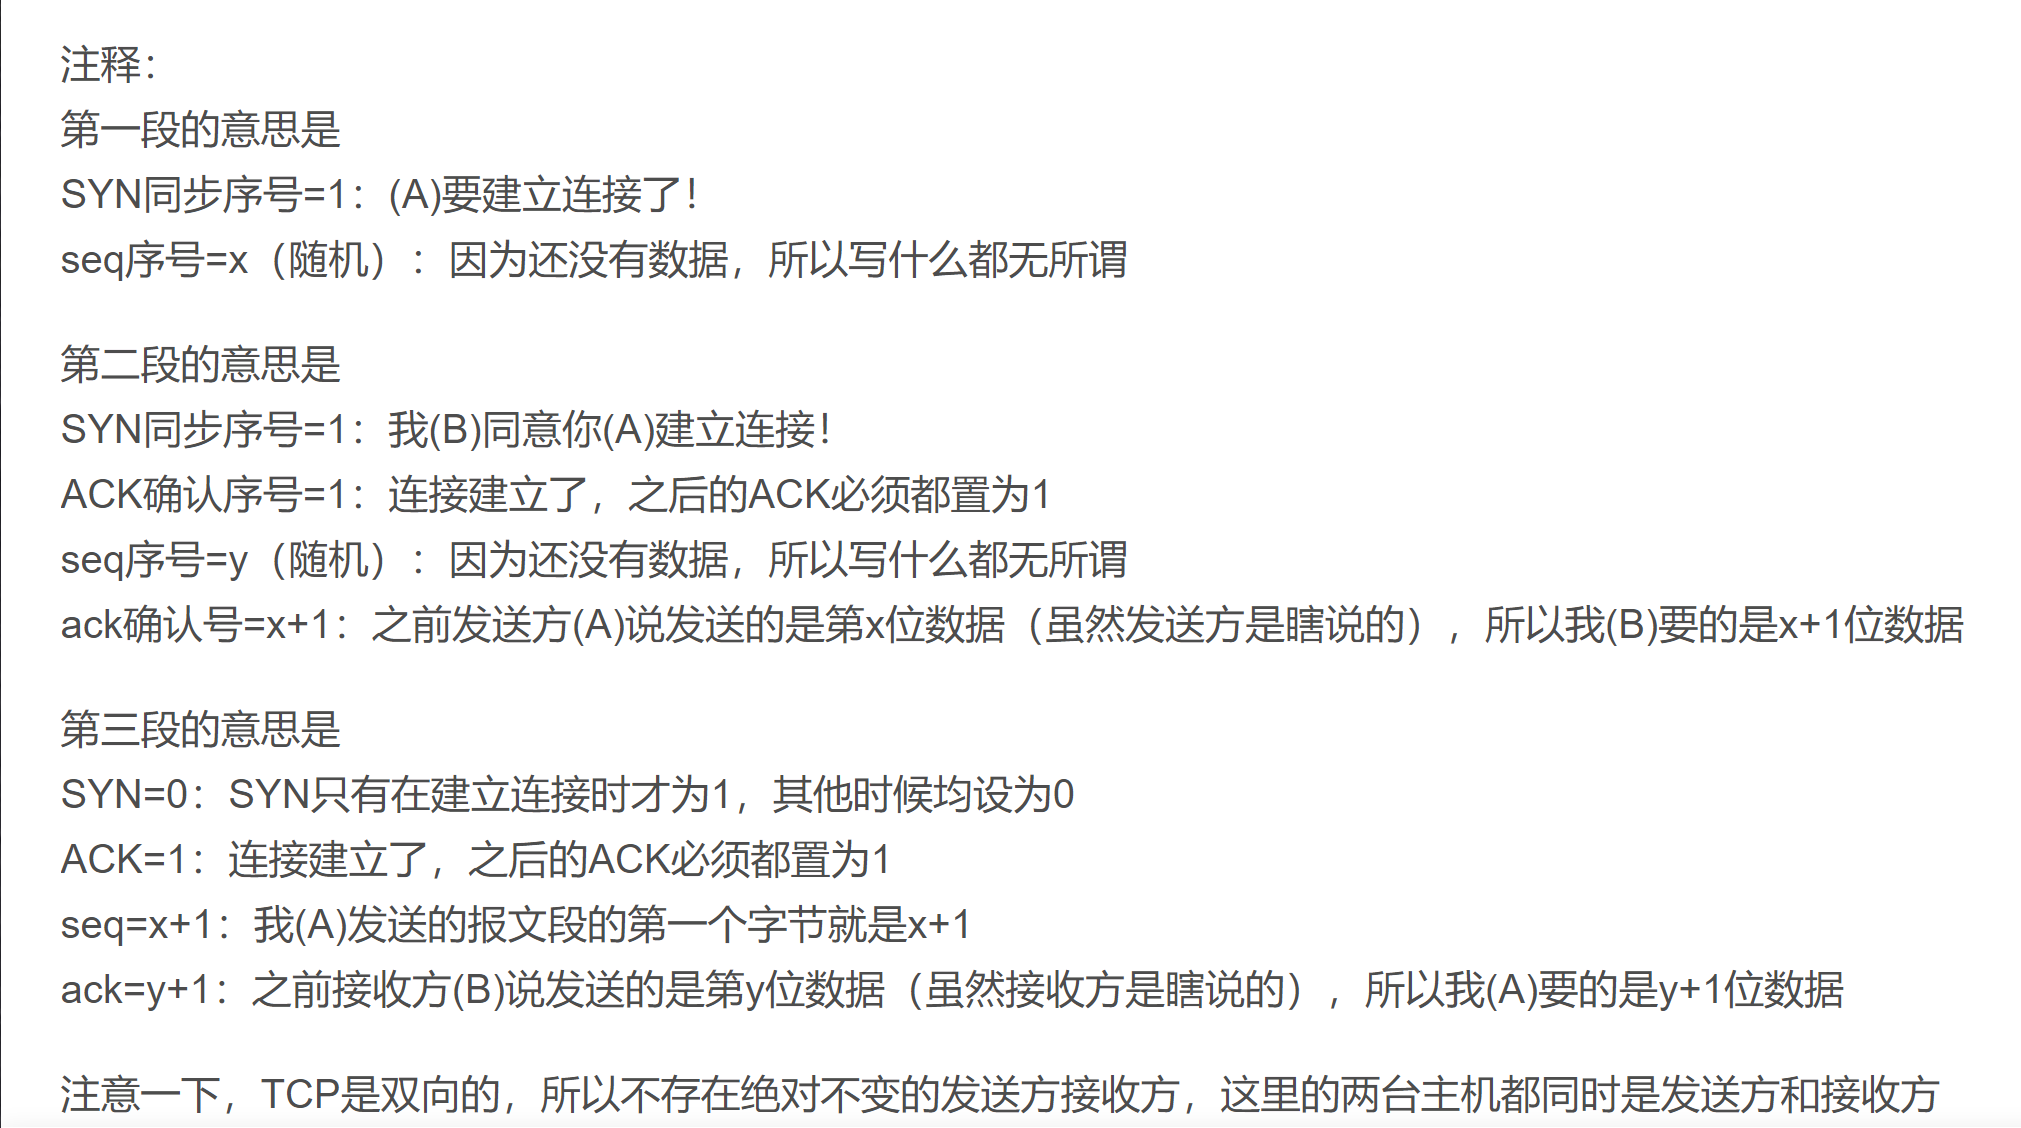 注释：
第一段的意思是
SYN同步序号=1：(A)要建立连接了！
seq序号=x（随机）：因为还没有数据，所以写什么都无所谓
第二段的意思是
SYN同步序号=1：我(B)同意你(A)建立连接！
ACK确认序号=1：连接建立了，之后的ACK必须都置为1
seq序号=y（随机）：因为还没有数据，所以写什么都无所谓
ack确认号=x+1：之前发送方(A)说发送的是第x位数据（虽然发送方是瞎说的），所以我(B)要的是x+1位数据
第三段的意思是
SYN=0：SYN只有在建立连接时才为1，其他时候均设为0
ACK=1：连接建立了，之后的ACK必须都置为1
seq=x+1：我(A)发送的报文段的第一个字节就是x+1
ack=y+1：之前接收方(B)说发送的是第y位数据（虽然接收方是瞎说的），所以我(A)要的是y+1位数据
注意一下，TCP是双向的，所以不存在绝对不变的发送方接收方，这里的两台主机都同时是发送方和接收方